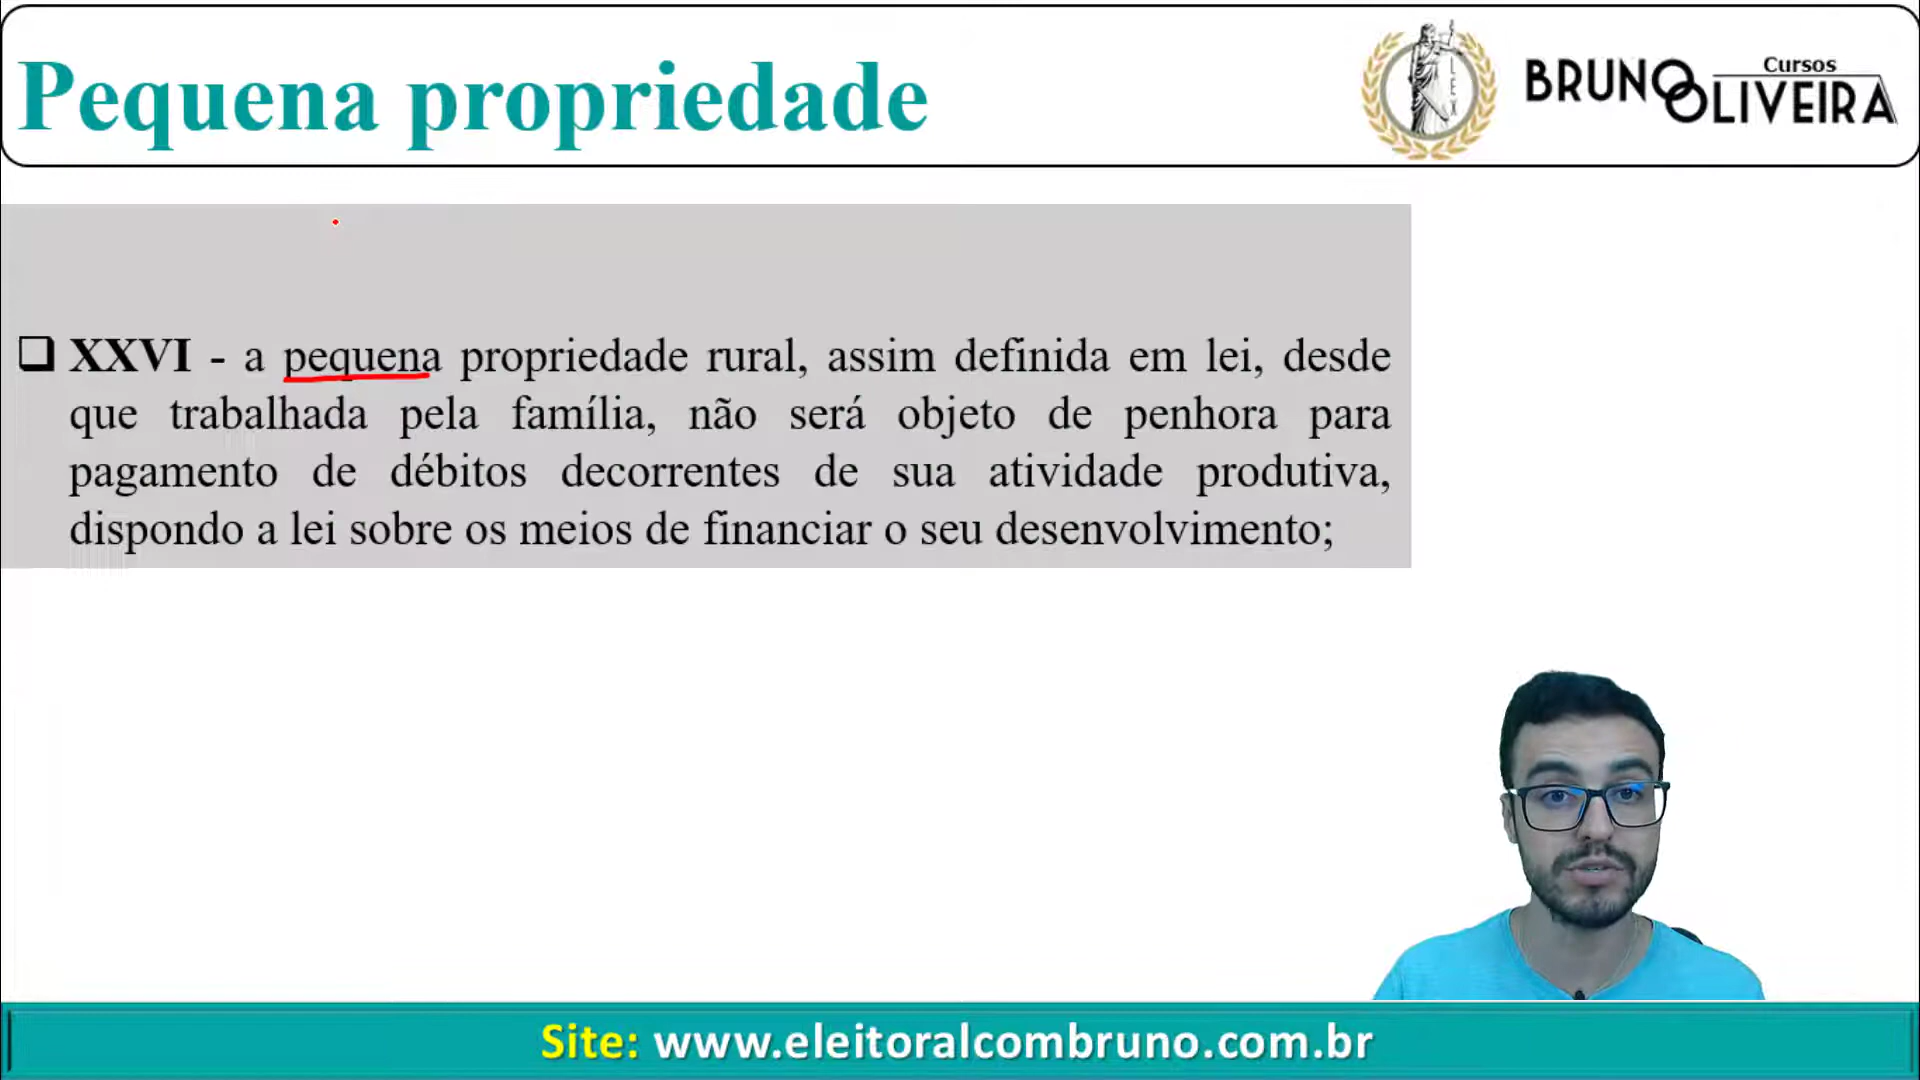 Pequena propriedade
LEX
Cursos
BRUNO OLIVEIRA
XXVI - a pequena propriedade rural, assim definida em lei, desde
que trabalhada pela família, não será objeto de penhora para
pagamento de débitos decorrentes de sua atividade produtiva,
dispondo a lei sobre os meios de financiar o seu desenvolvimento;
Site: www.eleitoralcombruno.com.br